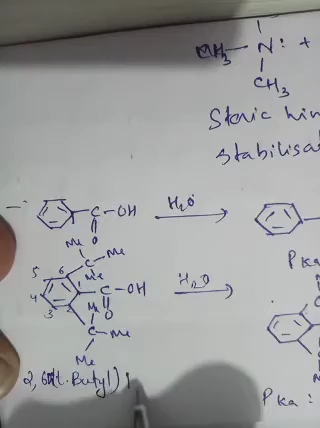 CH3 — N: +
CH3
Steric hin
stabilisa
C — OH H2O
O
Me Me
C
5 6 Me
4 C — OH H2O
3 2 O
Me
C — Me
Me
Pka
2,6(t.Butyl)
Pka: